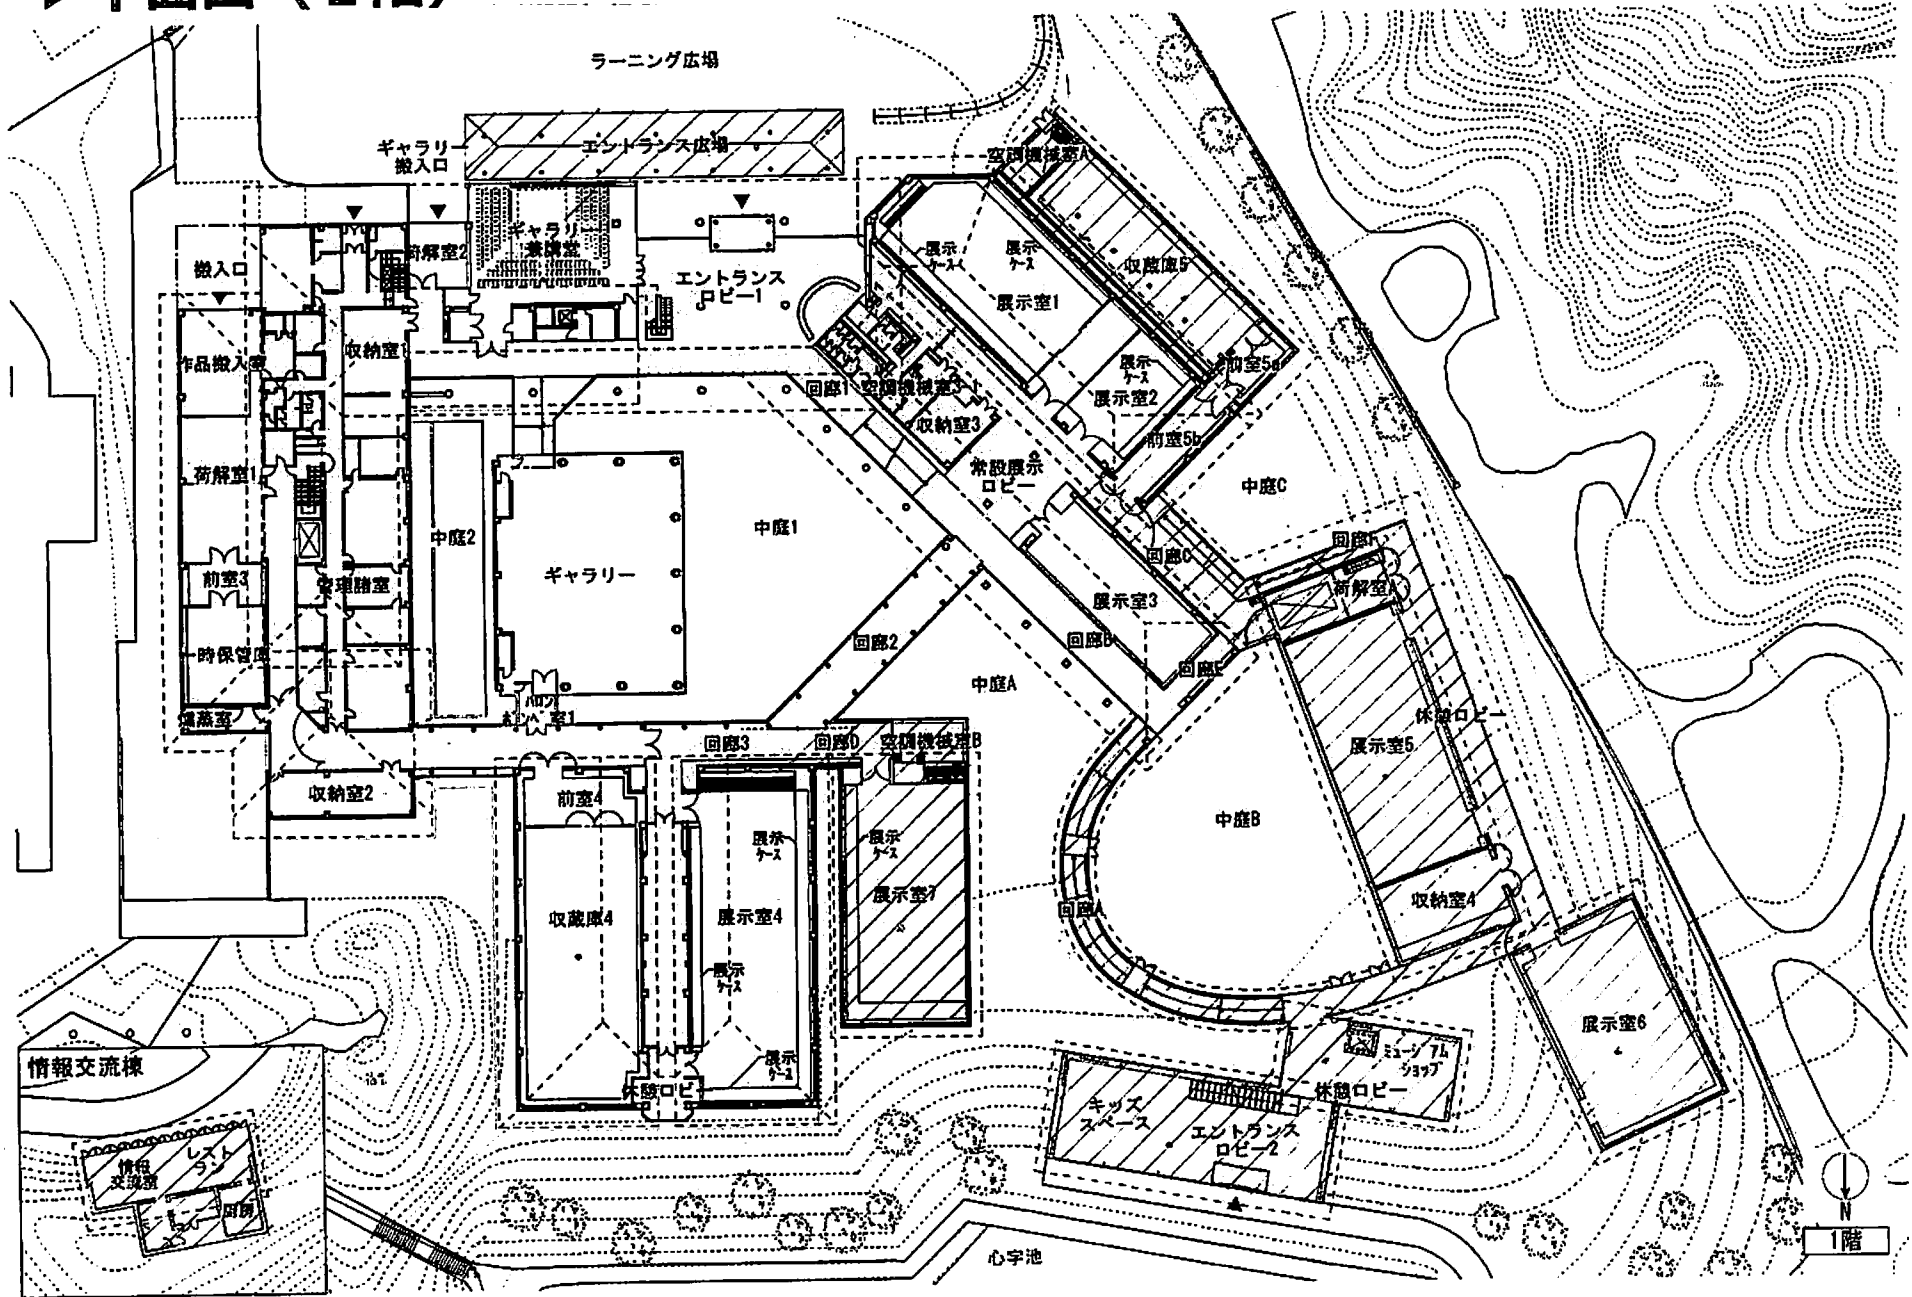 ラーニング広場
ギャラリー
搬入口
エントランス広場
空調機械室A
ギャラリー
兼講堂
荷解室2
搬入口
エントランス
ロビー1
展示
ケース
展示
ケース
収蔵庫5
展示室1
収納室1
作品搬入室
展示
ケース
前室5a
回廊1
展示室2
収納室3
前室5b
常設展示
ロビー
荷解室1
中庭C
中庭2
中庭1
回廊C
回廊F
ギャラリー
前室3
管理諸室
荷解室A
展示室3
回廊2
回廊B
回廊E
中庭A
休憩ロビー
回廊3
回廊D
空調機械室B
展示室5
収納室2
前室4
中庭B
展示
ケース
展示
ケース
収蔵庫4
展示室4
展示室7
回廊A
収納室4
展示
ケース
展示室6
展示
ケース
休憩ロビー
ミュージアム
ショップ
休憩ロビー
キッズ
スペース
エントランス
ロビー2
情報交流棟
情報
交流室
レスト
ラン
厨房
心字池
N
1階